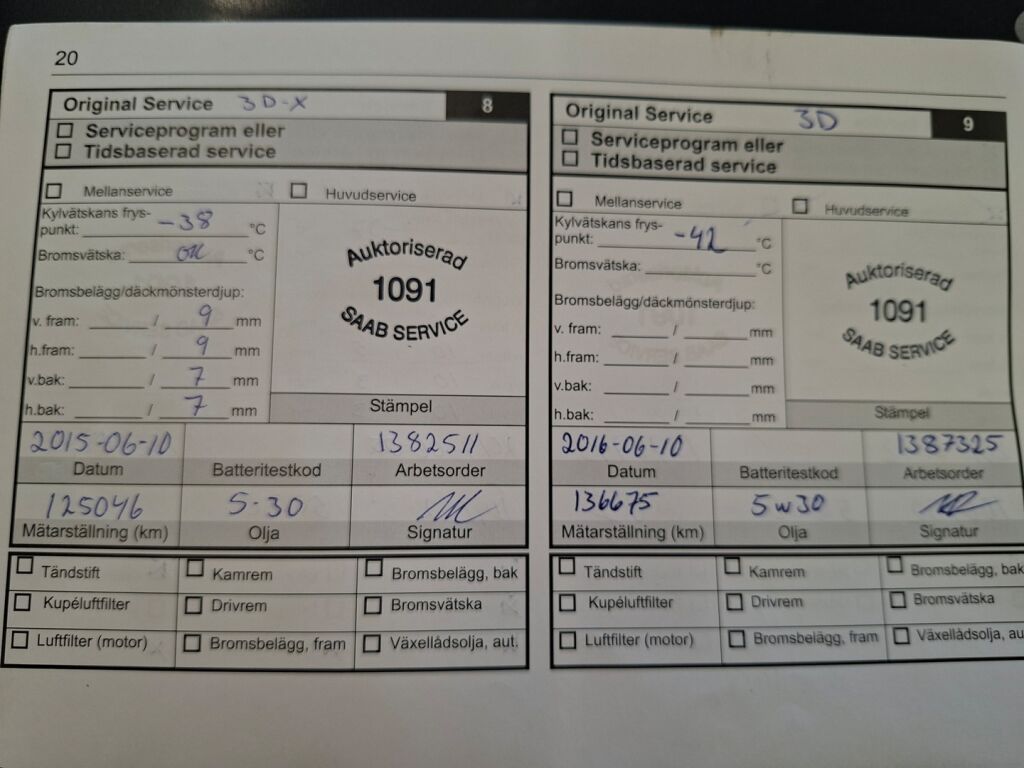 20
Original Service 3D-X 8
Serviceprogram eller
Tidsbaserad service
Mellanservice Huvudservice
Kylvätskans frys-
punkt: -38 °C
Bromsvätska: OK °C
Bromsbelägg/däckmönsterdjup:
v. fram: / 9 mm
h.fram: / 9 mm
v.bak: / 7 mm
h.bak: / 7 mm
Auktoriserad
1091
SAAB SERVICE
Stämpel
2015-06-10 1382511
Datum Batteritestkod Arbetsorder
125046 5-30
Mätarställning (km) Olja Signatur
Tändstift Kamrem Bromsbelägg, bak
Kupéluftfilter Drivrem Bromsvätska
Luftfilter (motor) Bromsbelägg, fram Växellådsolja, aut.
Original Service 3D 9
Serviceprogram eller
Tidsbaserad service
Mellanservice Huvudservice
Kylvätskans frys-
punkt: -42 °C
Bromsvätska: °C
Bromsbelägg/däckmönsterdjup:
v. fram: / mm
h.fram: / mm
v.bak: / mm
h.bak: / mm
Auktoriserad
1091
SAAB SERVICE
Stämpel
2016-06-10 1387325
Datum Batteritestkod Arbetsorder
136675 5w30
Mätarställning (km) Olja Signatur
Tändstift Kamrem Bromsbelägg, bak
Kupéluftfilter Drivrem Bromsvätska
Luftfilter (motor) Bromsbelägg, fram Växellådsolja, au